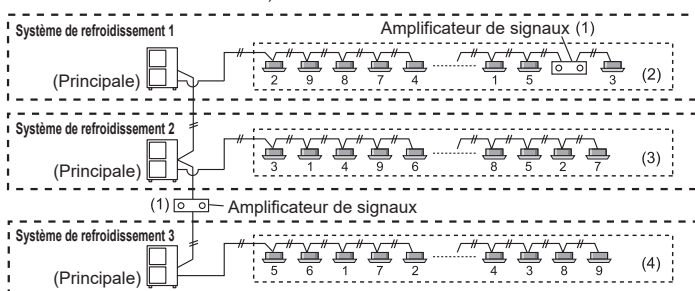 Système de refroidissement 1
Amplificateur de signaux (1)
(Principale)
2 9 8 7 4 1 5 3 (2)
Système de refroidissement 2
(Principale)
3 1 4 9 6 8 5 2 7 (3)
(1) Amplificateur de signaux
Système de refroidissement 3
(Principale)
5 6 1 7 2 4 3 8 9 (4)